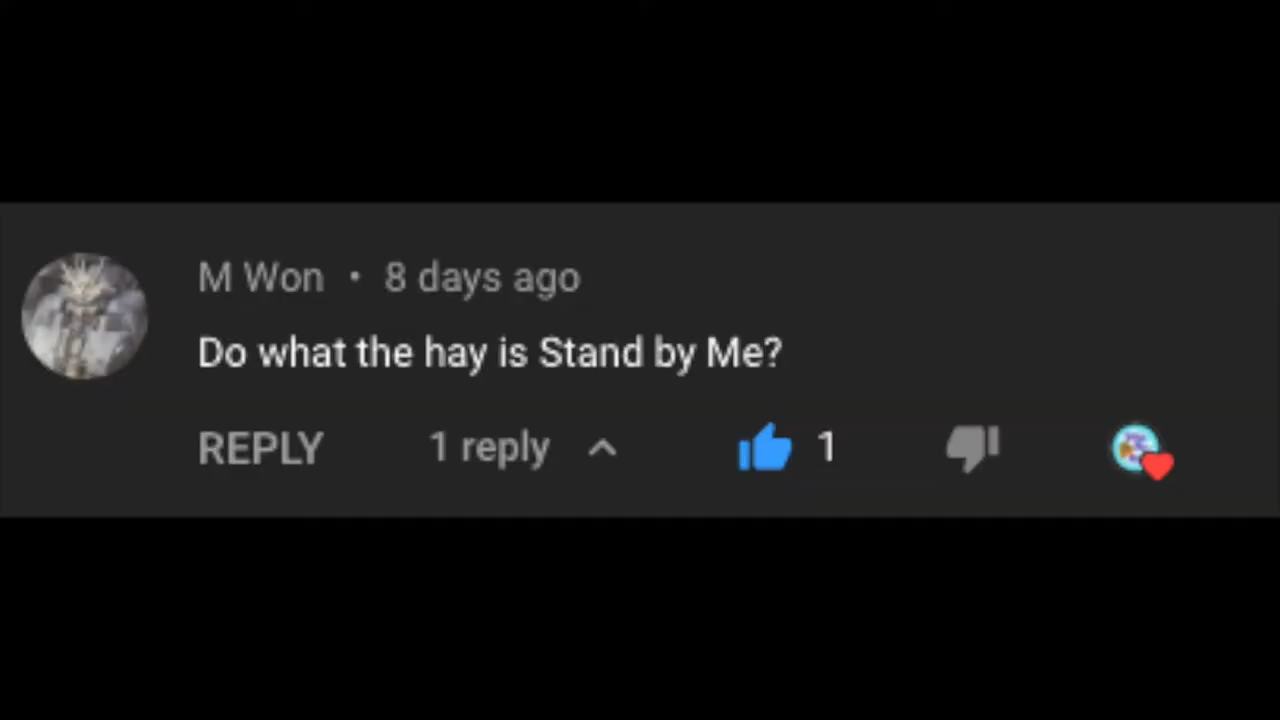 M Won • 8 days ago
Do what the hay is Stand by Me?
REPLY 1 reply 1